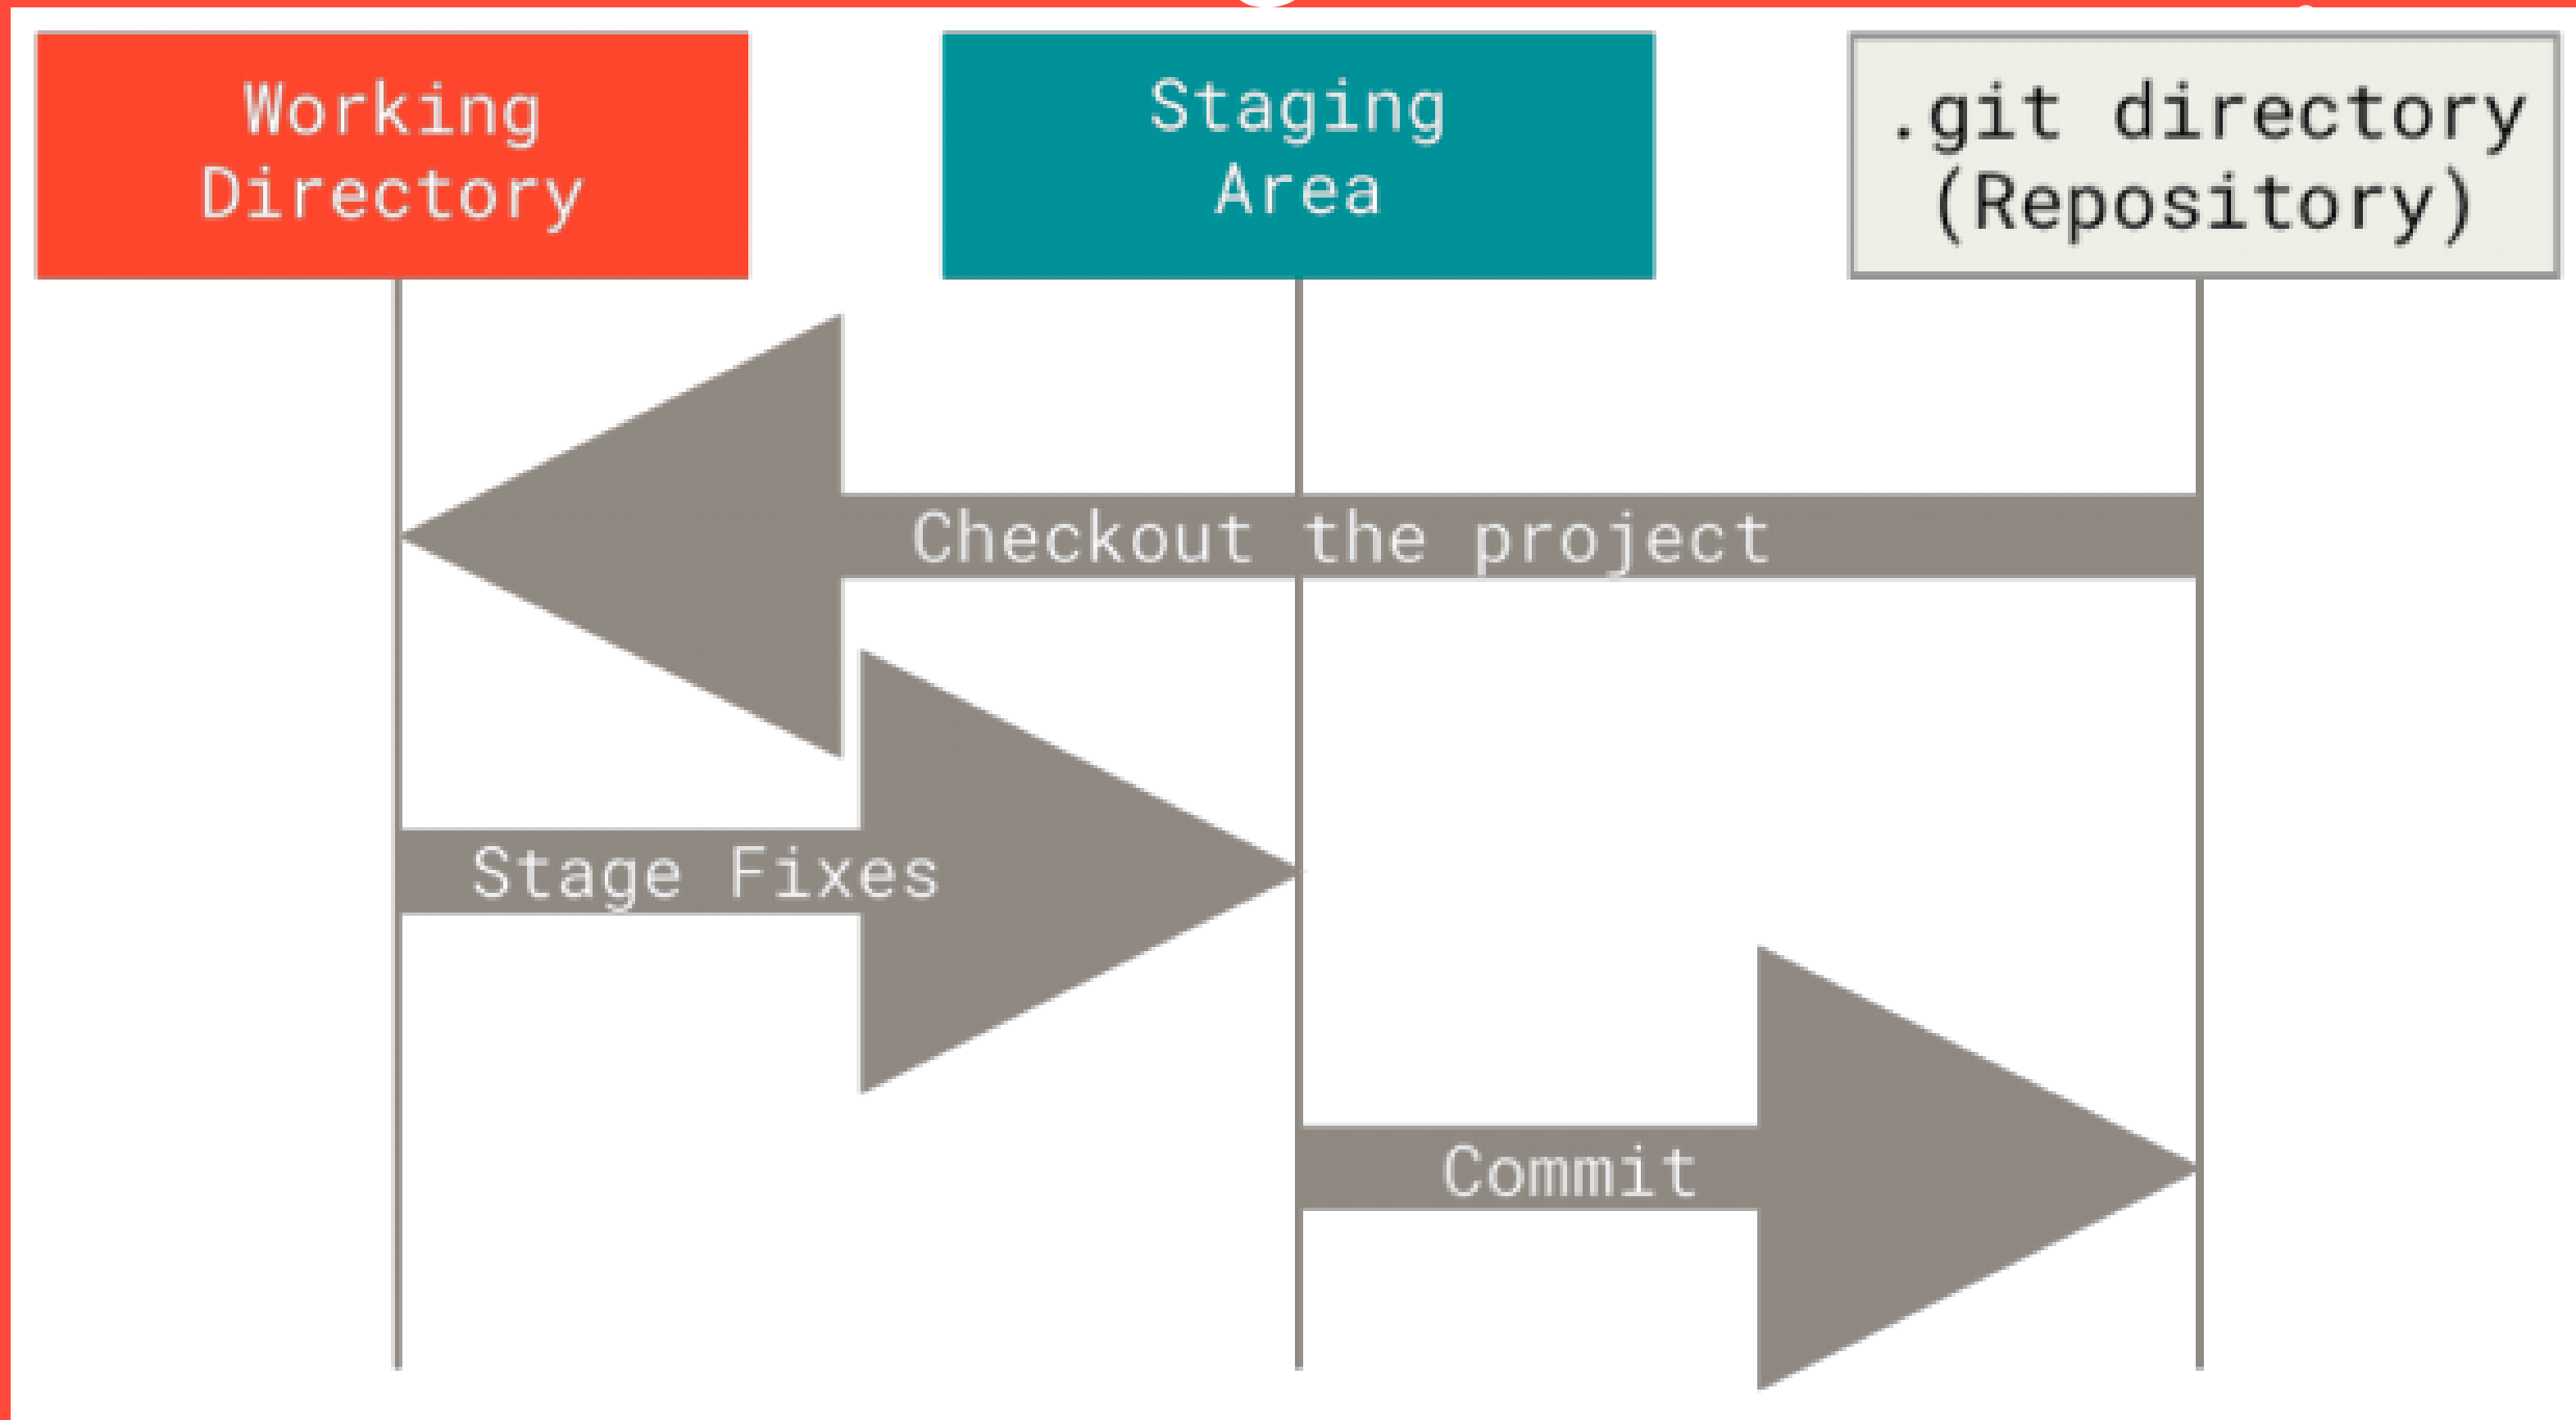 Working
Directory
Staging
Area
.git directory
(Repository)
Checkout the project
Stage Fixes
Commit